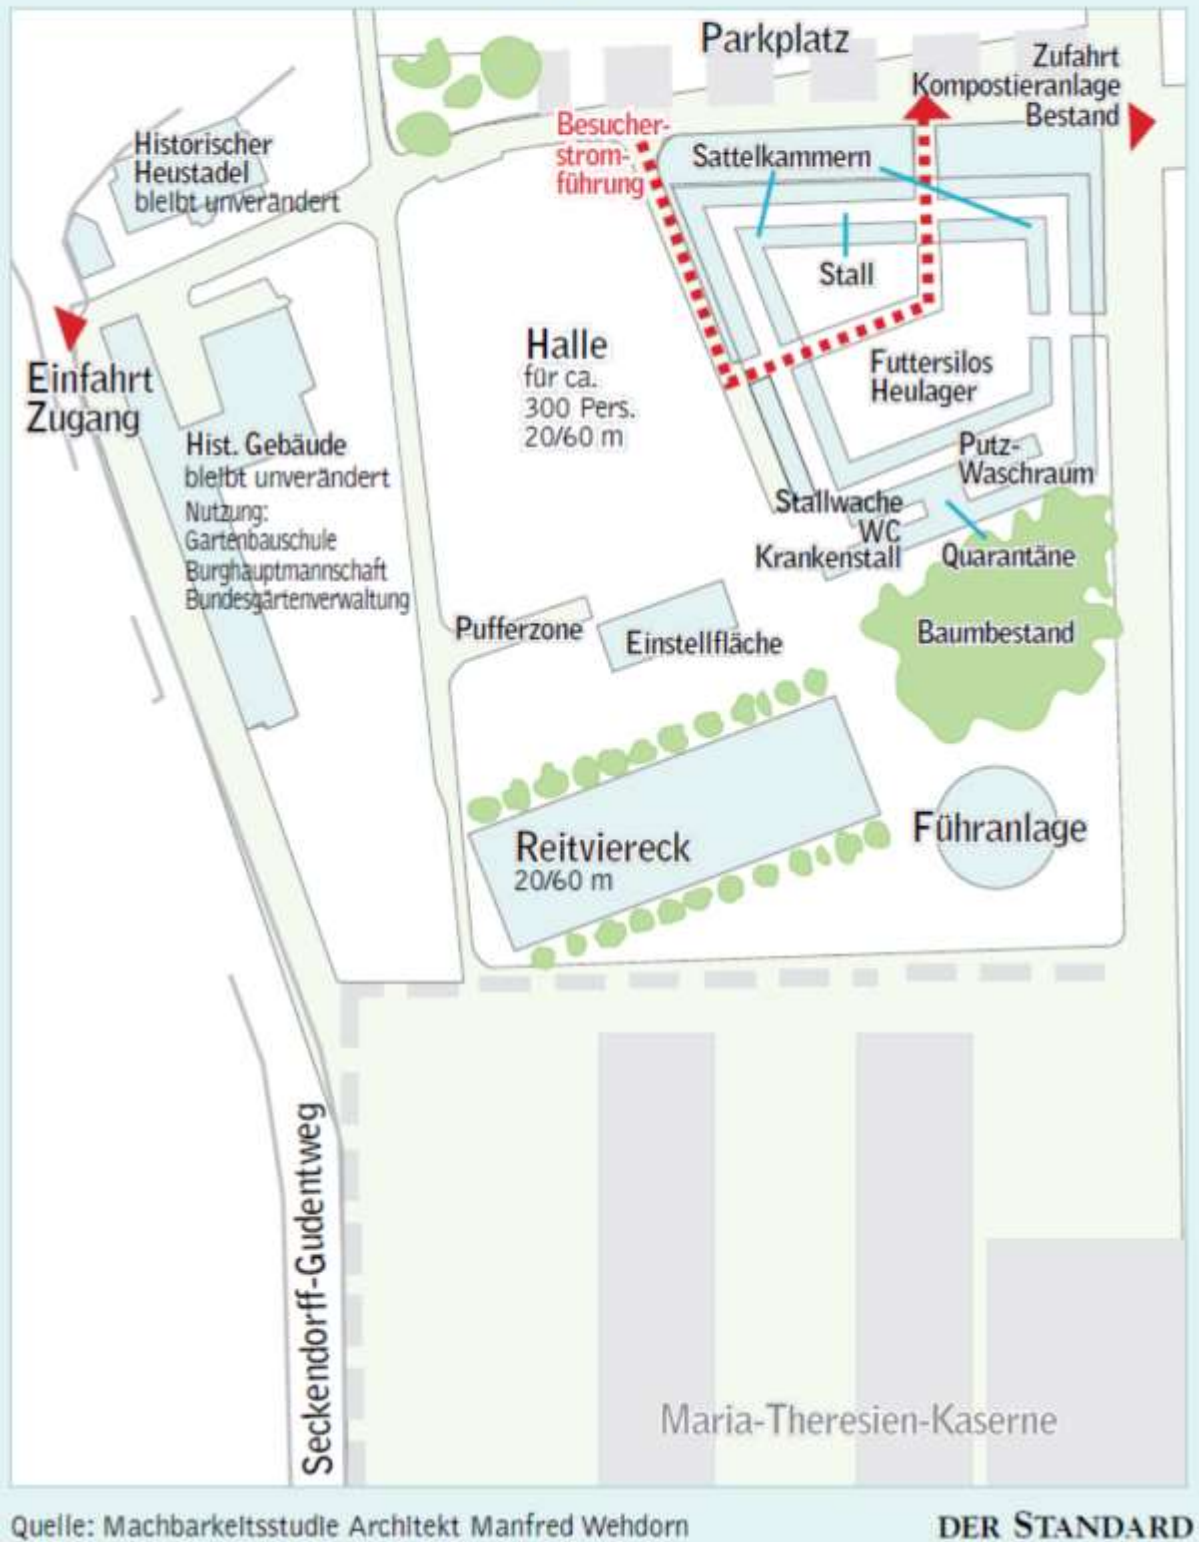 Parkplatz
Zufahrt
Kompostieranlage
Bestand
Besucher-
strom-
führung
Sattelkammern
Historischer
Heustadel
bleibt unverändert
Stall
Einfahrt
Zugang
Halle
für ca.
300 Pers.
20/60 m
Futtersilos
Heulager
Hist. Gebäude
bleibt unverändert
Nutzung:
Gartenbauschule
Burghauptmannschaft
Bundesgärtenverwaltung
Putz-
Waschraum
Stallwache
WC
Krankenstall
Quarantäne
Pufferzone
Einstellfläche
Baumbestand
Reitviereck
20/60 m
Führanlage
Seckendorff-Gudentweg
Maria-Theresien-Kaserne
Quelle: Machbarkeitsstudie Architekt Manfred Wehdorn
DER STANDARD